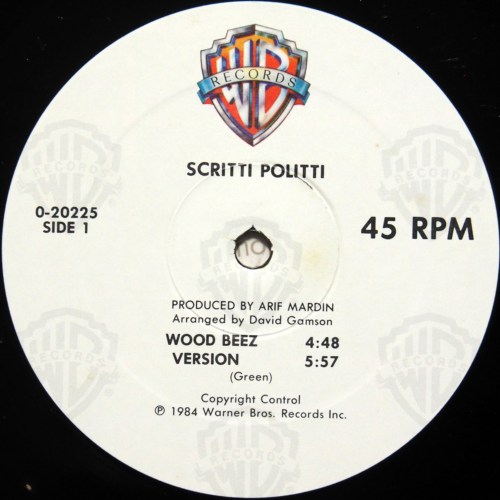 WB
RECORDS
SCRITTI POLITTI
0-20225
SIDE 1
45 RPM
PRODUCED BY ARIF MARDIN
Arranged by David Gamson
WOOD BEEZ 4:48
VERSION 5:57
(Green)
Copyright Control
℗ 1984 Warner Bros. Records Inc.